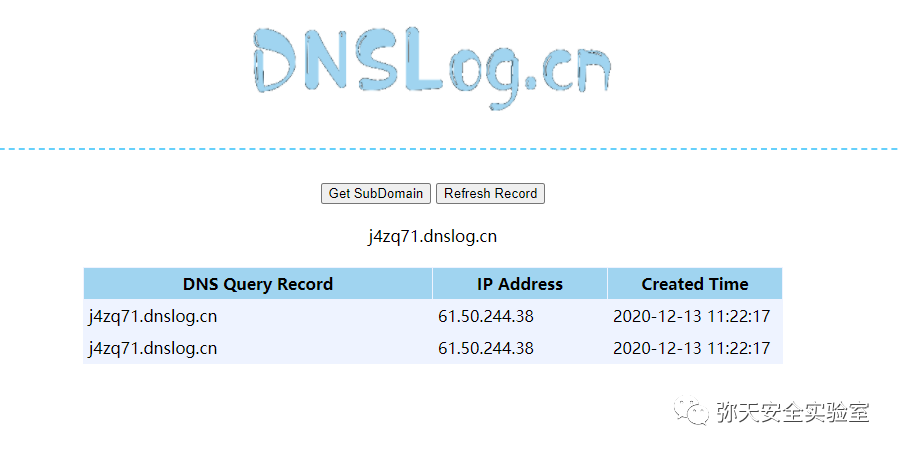 DNSLog.cn
Get SubDomain Refresh Record
j4zq71.dnslog.cn
DNS Query Record IP Address Created Time
j4zq71.dnslog.cn 61.50.244.38 2020-12-13 11:22:17
j4zq71.dnslog.cn 61.50.244.38 2020-12-13 11:22:17
弥天安全实验室